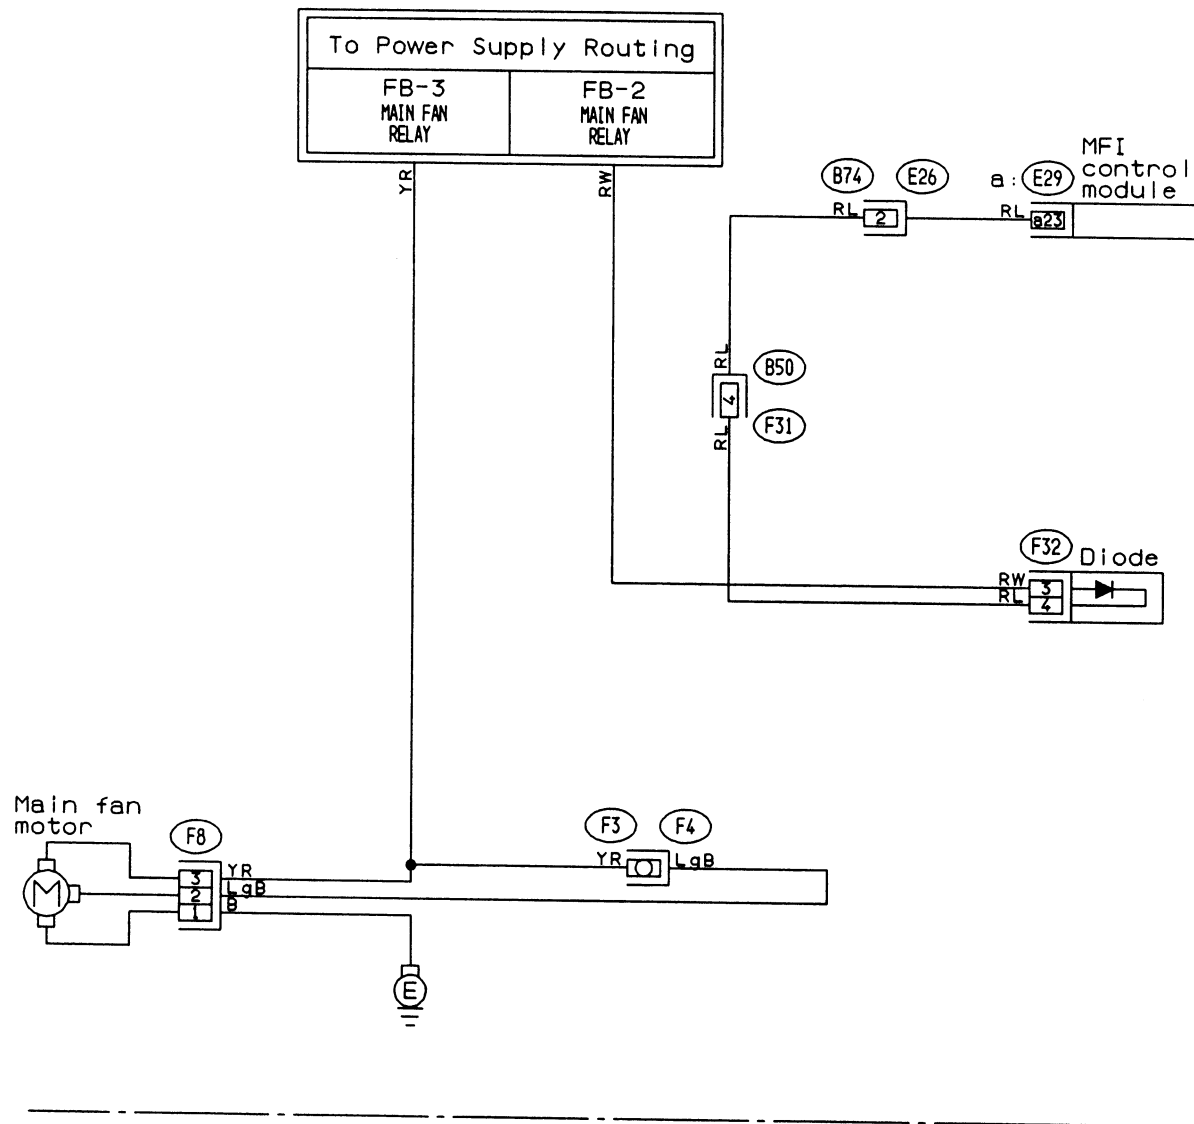 To Power Supply Routing
FB-3
MAIN FAN
RELAY
FB-2
MAIN FAN
RELAY
YR
RW
B74
E26
a: E29
MFI
control
module
RL
2
RL
a23
RL
B50
4
F31
RL
F32
Diode
RW
3
RL
4
Main fan
motor
F8
M
3
YR
2
LgB
1
B
F3
F4
YR
LgB
E